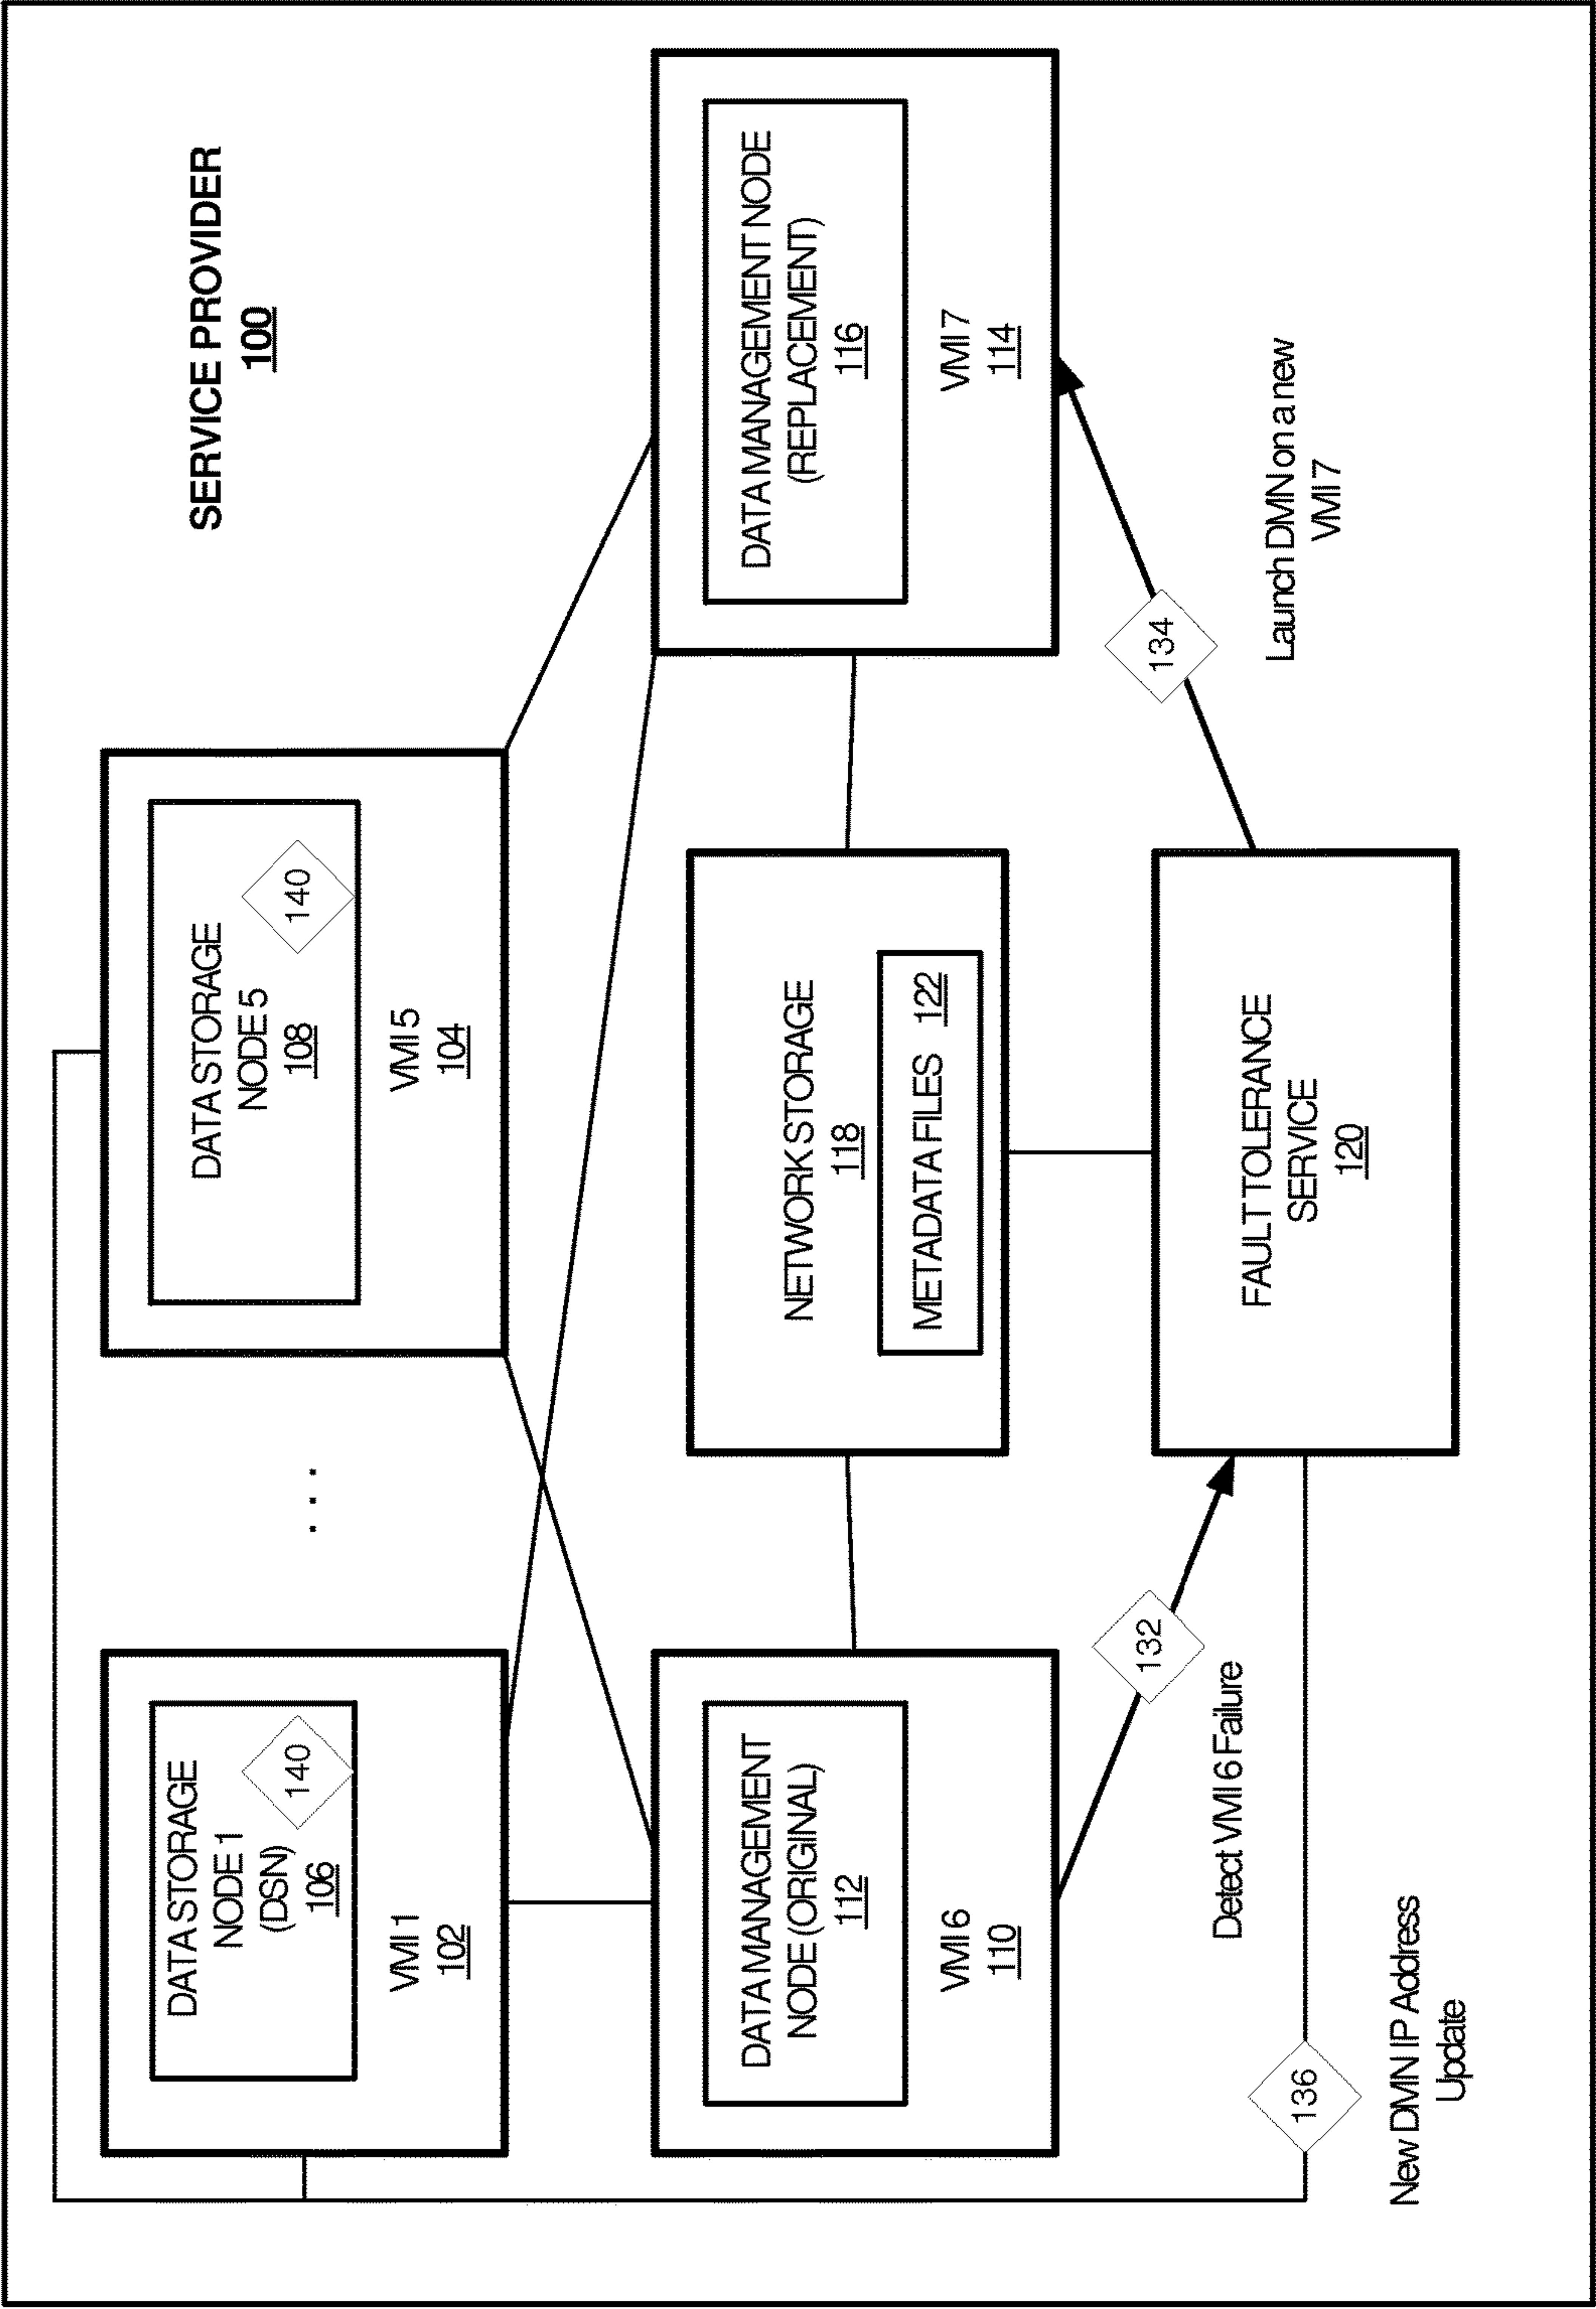 SERVICE PROVIDER
100
DATA STORAGE
NODE 1
(DSN)
106
140
VMI 1
102
. . .
DATA STORAGE
NODE 5
108
140
VMI 5
104
DATA MANAGEMENT
NODE (ORIGINAL)
112
VMI 6
110
NETWORK STORAGE
118
METADATA FILES 122
DATA MANAGEMENT NODE
(REPLACEMENT)
116
VMI 7
114
132
Detect VMI 6 Failure
FAULT TOLERANCE
SERVICE
120
134
Launch DMN on a new
VMI 7
136
New DMN IP Address
Update